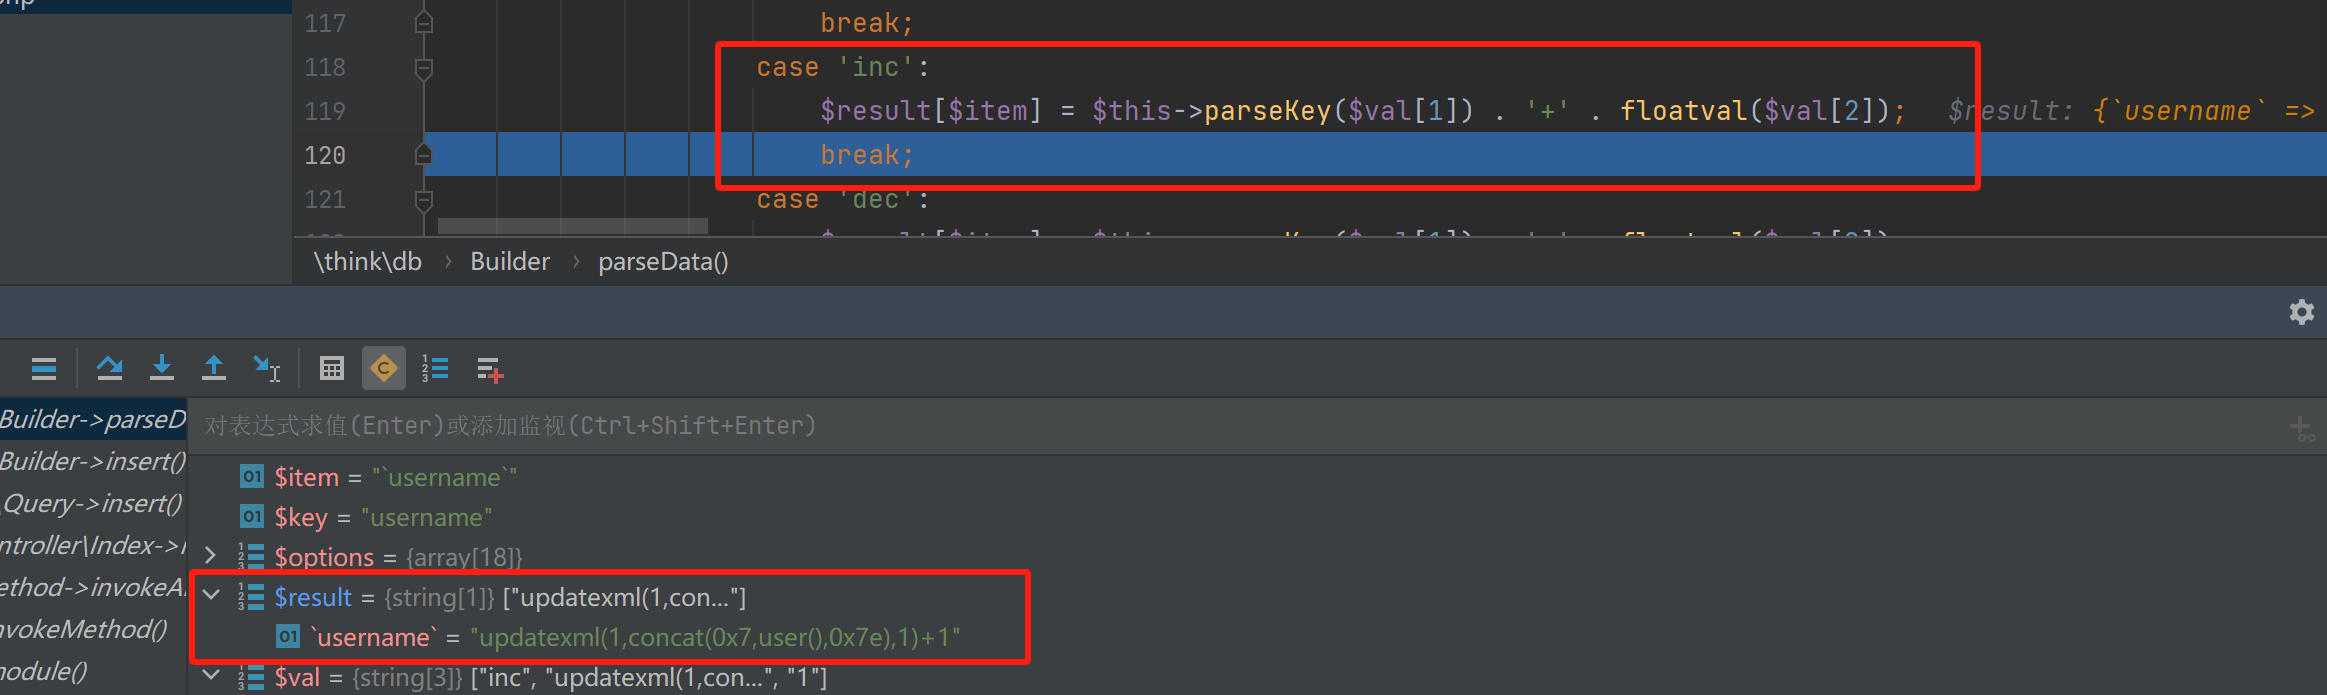 117 break;
118 case 'inc':
119 $result[$item] = $this->parseKey($val[1]) . '+' . floatval($val[2]); $result: {`username` =>
120 break;
121 case 'dec':
\think\db › Builder › parseData()
对表达式求值(Enter)或添加监视(Ctrl+Shift+Enter)
Builder->parseD
Builder->insert()
Query->insert()
ntroller\Index->
ethod->invokeA
nvokeMethod()
nodule()
$item = "`username`"
$key = "username"
$options = {array[18]}
$result = {string[1]} ["updatexml(1,con..."]
`username` = "updatexml(1,concat(0x7,user(),0x7e),1)+1"
$val = {string[3]} ["inc", "updatexml(1,con...", "1"]